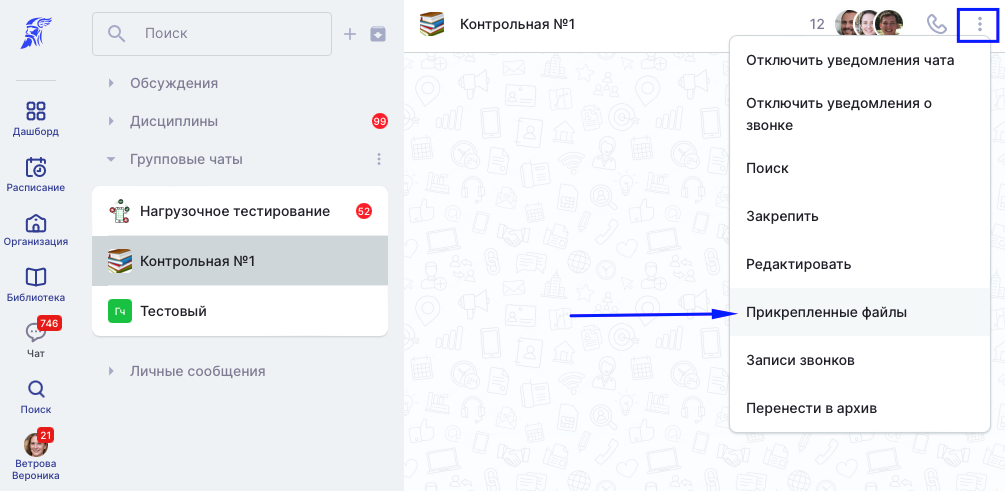 Дашборд
Расписание
Организация
Библиотека
746
Чат
Поиск
21
Ветрова
Вероника
Поиск
Обсуждения
Дисциплины
99
Групповые чаты
Нагрузочное тестирование
52
Контрольная №1
Гч
Тестовый
Личные сообщения
Контрольная №1
12
Отключить уведомления чата
Отключить уведомления о
звонке
Поиск
Закрепить
Редактировать
Прикрепленные файлы
Записи звонков
Перенести в архив